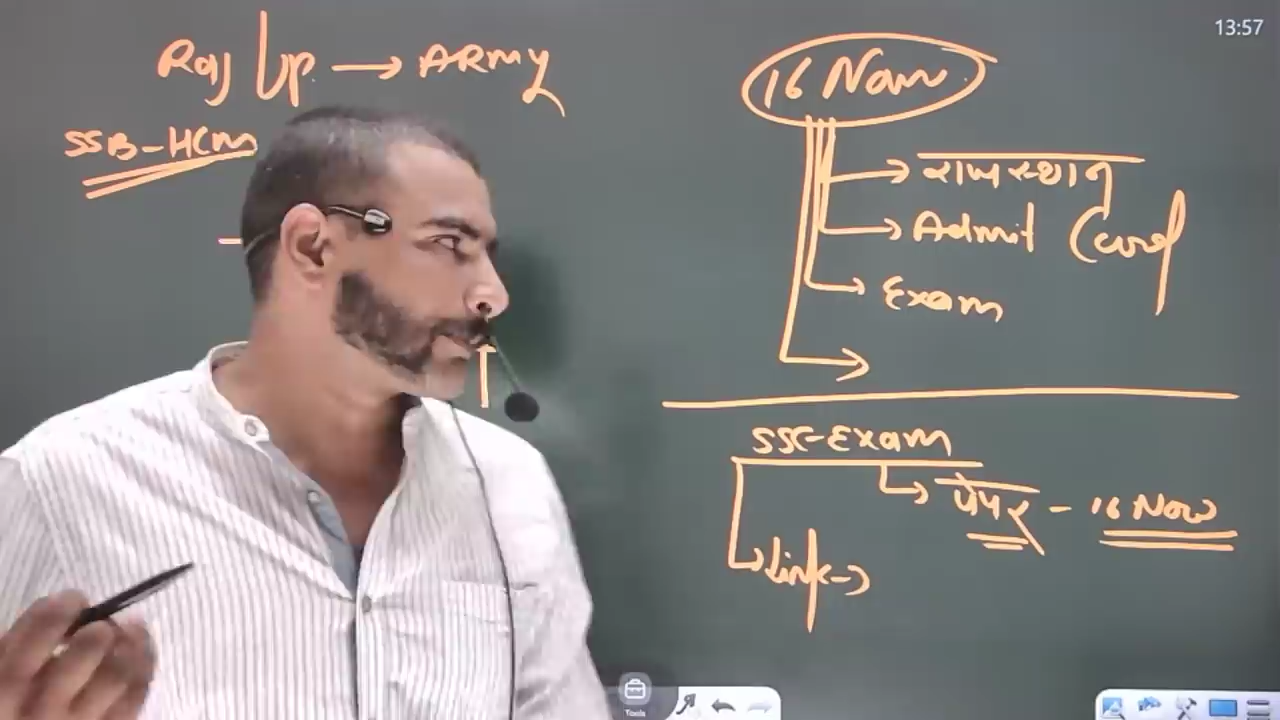 13:57
Raj UP → ARMY
SSB-HCM
16 Nov
→ राजस्थान
→ Admit Card
→ Exam
SSC-Exam
→ पेपर - 16 Nov
→ Link →
Tools